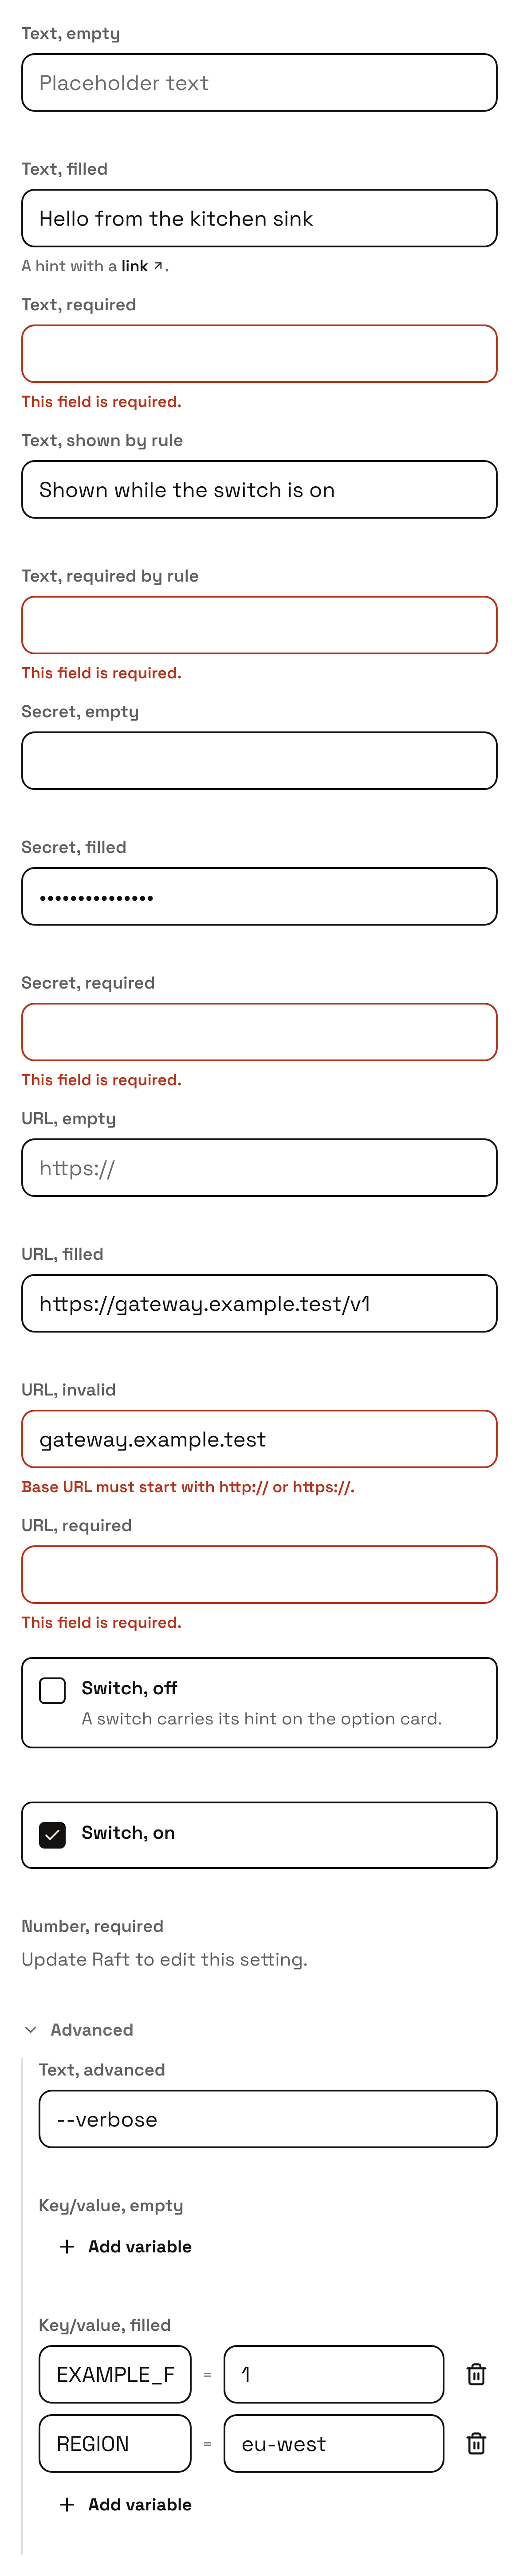 Text, empty
Placeholder text
Text, filled
Hello from the kitchen sink
A hint with a link ↗.
Text, required
This field is required.
Text, shown by rule
Shown while the switch is on
Text, required by rule
This field is required.
Secret, empty
Secret, filled
•••••••••••••••
Secret, required
This field is required.
URL, empty
https://
URL, filled
https://gateway.example.test/v1
URL, invalid
gateway.example.test
Base URL must start with http:// or https://.
URL, required
This field is required.
Switch, off
A switch carries its hint on the option card.
Switch, on
Number, required
Update Raft to edit this setting.
Advanced
Text, advanced
--verbose
Key/value, empty
+ Add variable
Key/value, filled
EXAMPLE_F = 1
REGION = eu-west
+ Add variable